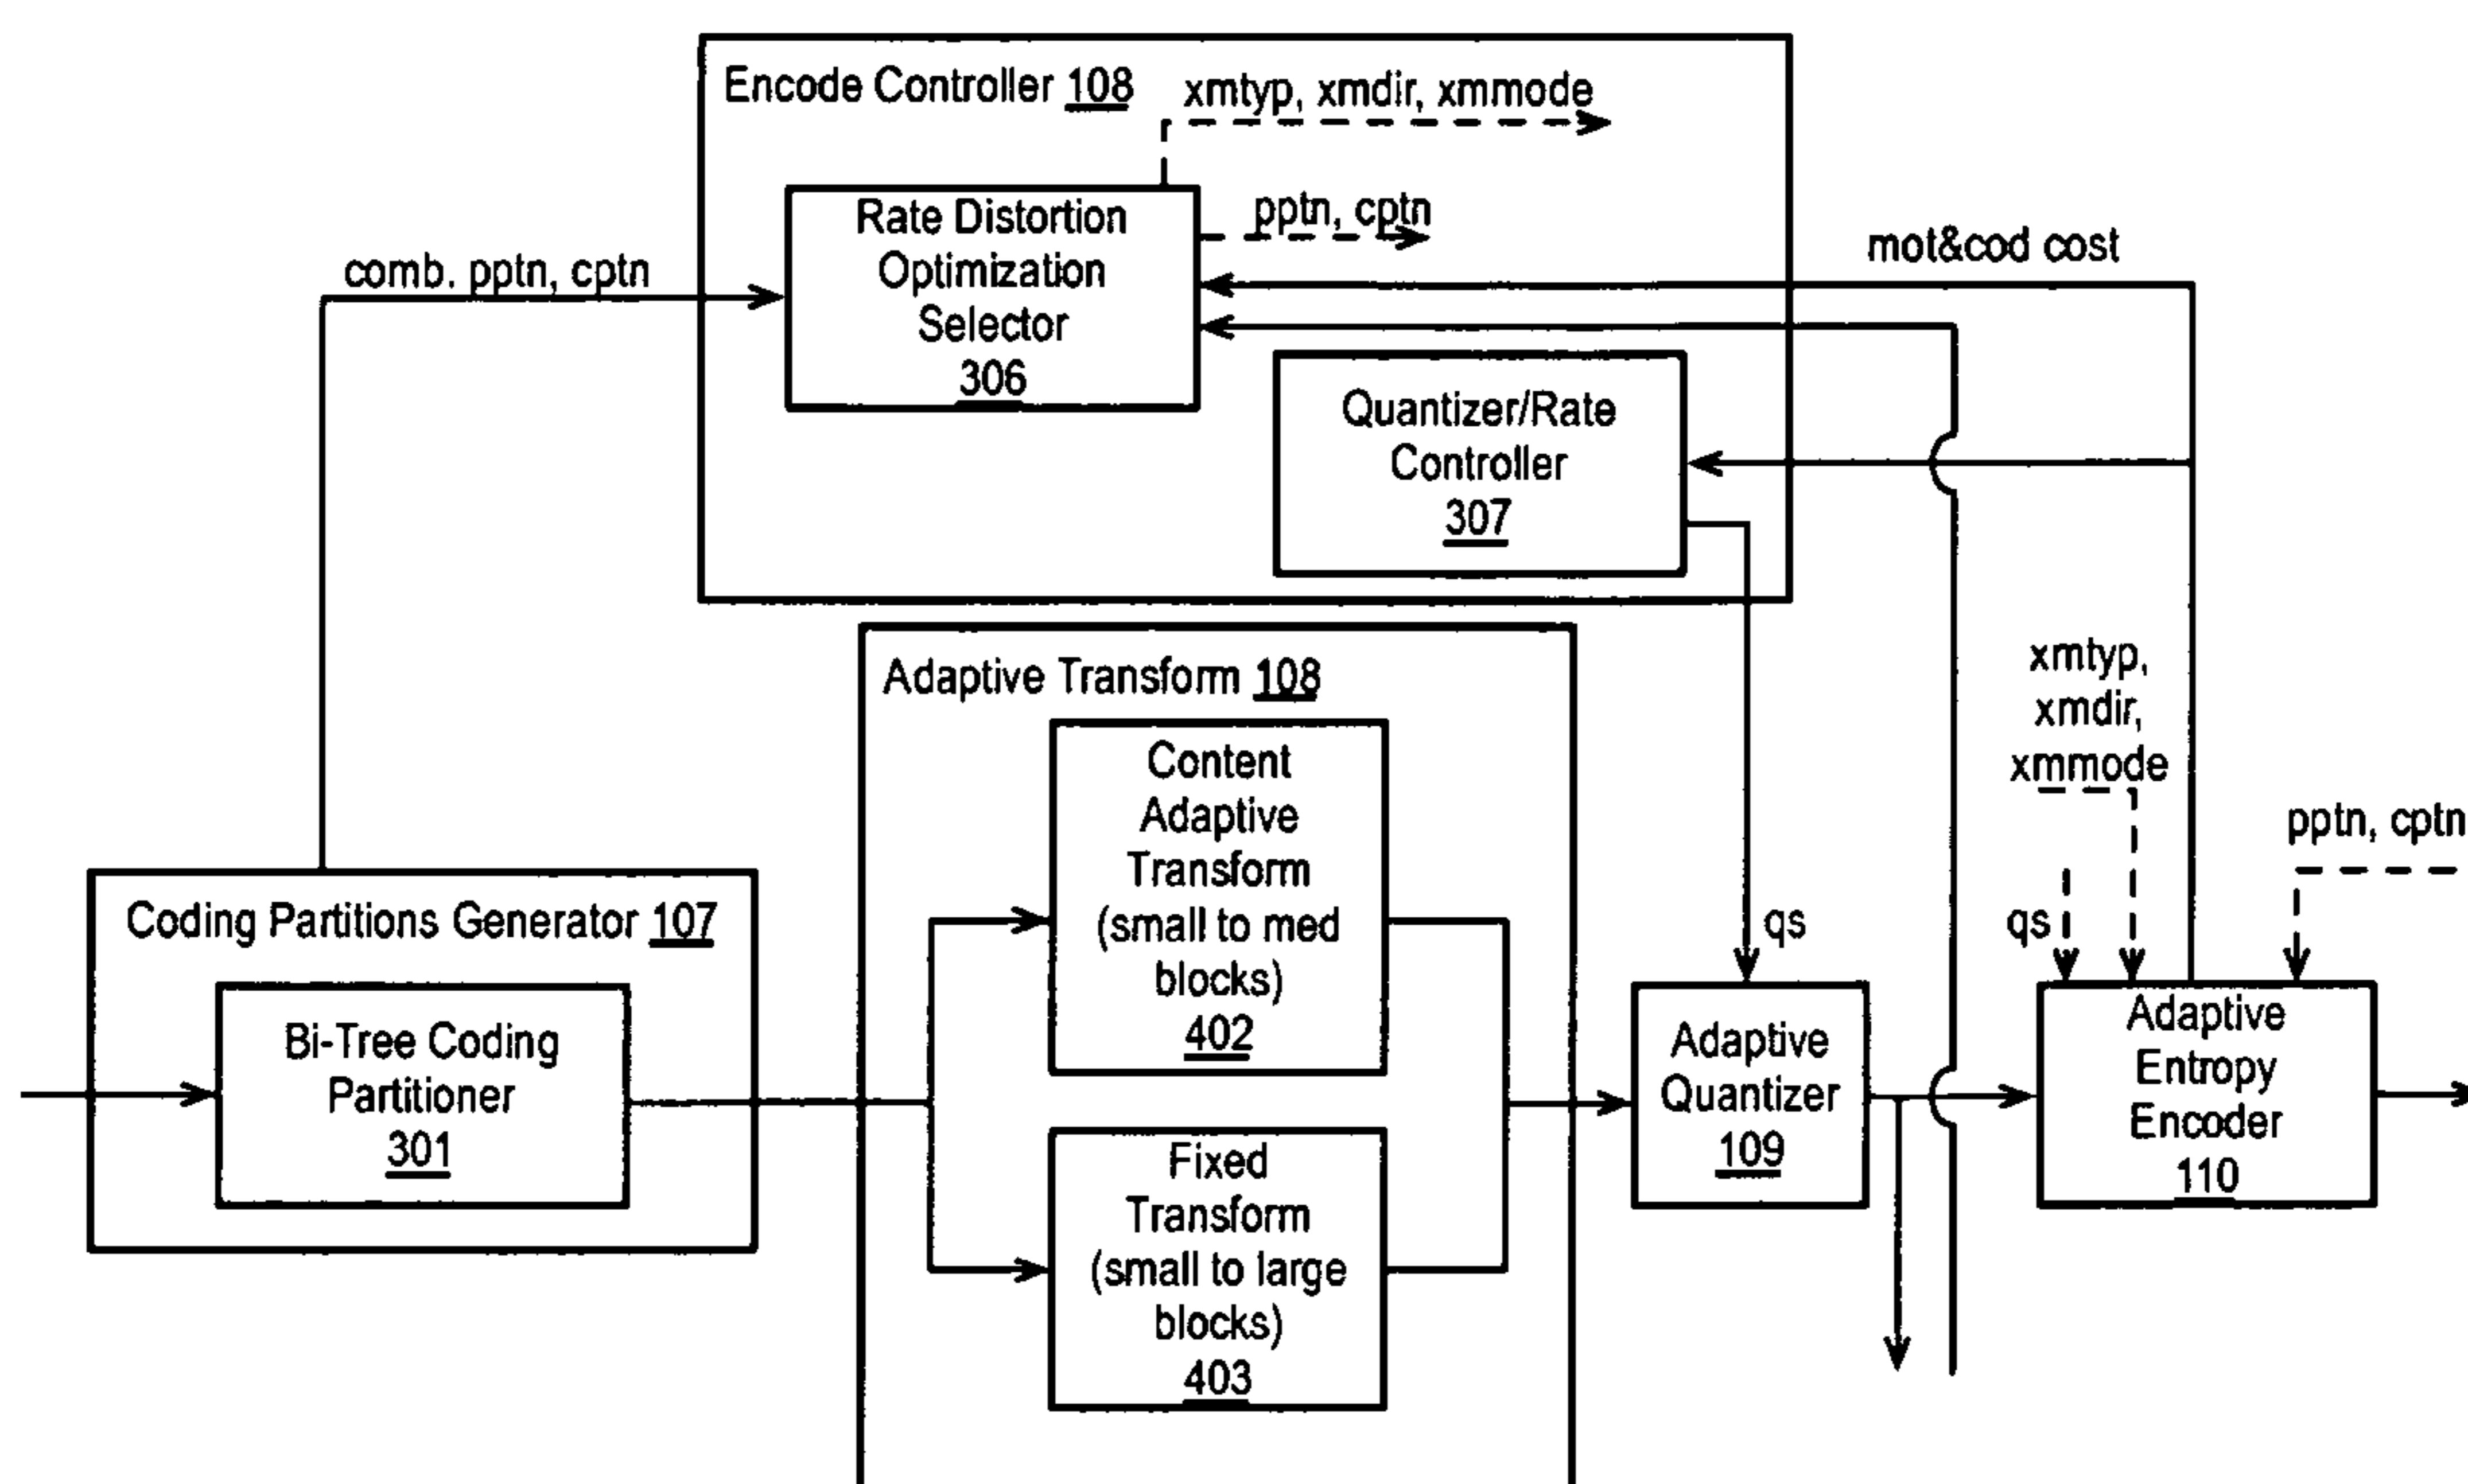 Encode Controller 108
xmtyp, xmdir, xmmode
Rate Distortion
Optimization
Selector
306
pptn, cptn
comb. pptn, cptn
mot&cod cost
Quantizer/Rate
Controller
307
Adaptive Transform 108
Content
Adaptive
Transform
(small to med
blocks)
402
Fixed
Transform
(small to large
blocks)
403
Coding Partitions Generator 107
Bi-Tree Coding
Partitioner
301
qs
Adaptive
Quantizer
109
xmtyp,
xmdir,
xmmode
qs
pptn, cptn
Adaptive
Entropy
Encoder
110